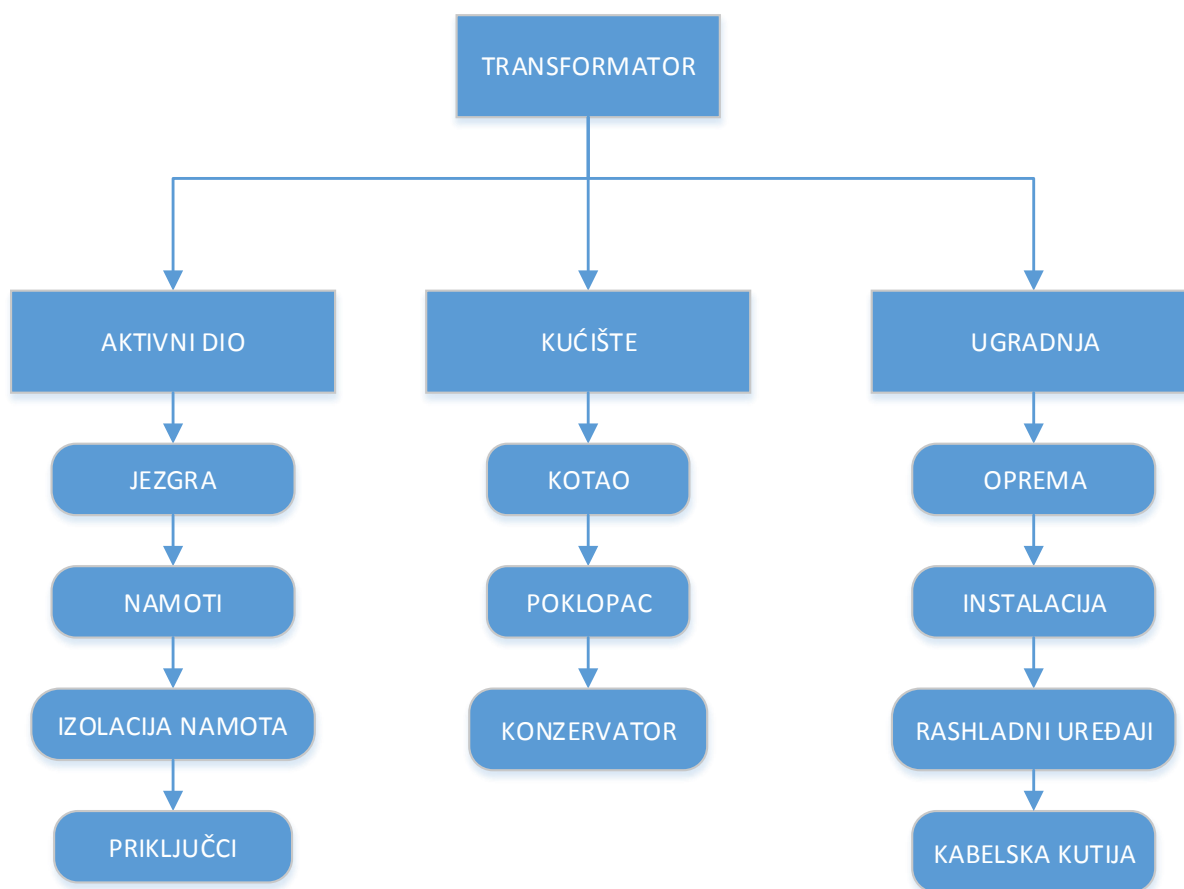 TRANSFORMATOR
AKTIVNI DIO
KUĆIŠTE
UGRADNJA
JEZGRA
KOTAO
OPREMA
NAMOTI
POKLOPAC
INSTALACIJA
IZOLACIJA NAMOTA
KONZERVATOR
RASHLADNI UREĐAJI
PRIKLJUČCI
KABELSKA KUTIJA